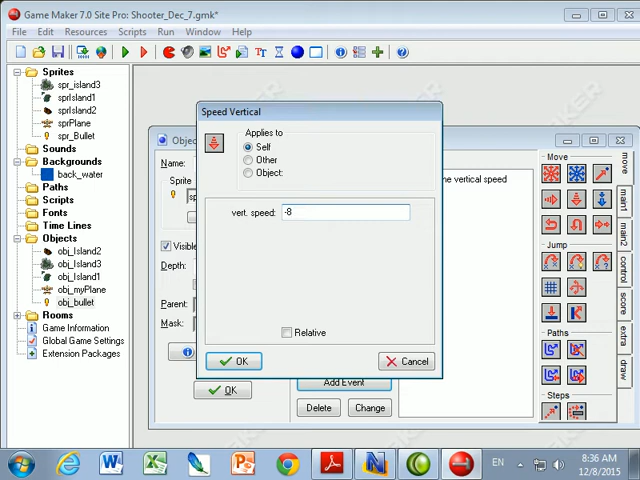 Game Maker 7.0 Site Pro: Shooter_Dec_7.gmk*
File Edit Resources Scripts Run Window Help
Sprites
spr_island3
sprIsland1
sprIsland2
sprPlane
spr_Bullet
Sounds
Backgrounds
back_water
Paths
Scripts
Fonts
Time Lines
Objects
obj_Island2
obj_Island3
obj_Island1
obj_myPlane
obj_bullet
Rooms
Game Information
Global Game Settings
Extension Packages
Objec
Name:
Sprite
sp
Visible
Depth:
Parent:
Mask:
OK
Speed Vertical
Applies to
Self
Other
Object:
vert. speed: -8
Relative
OK Cancel
Add Event
Delete Change
ne vertical speed
Move
Jump
Paths
Steps
move
main1
main2
control
score
extra
draw
EN
8:36 AM
12/8/2015